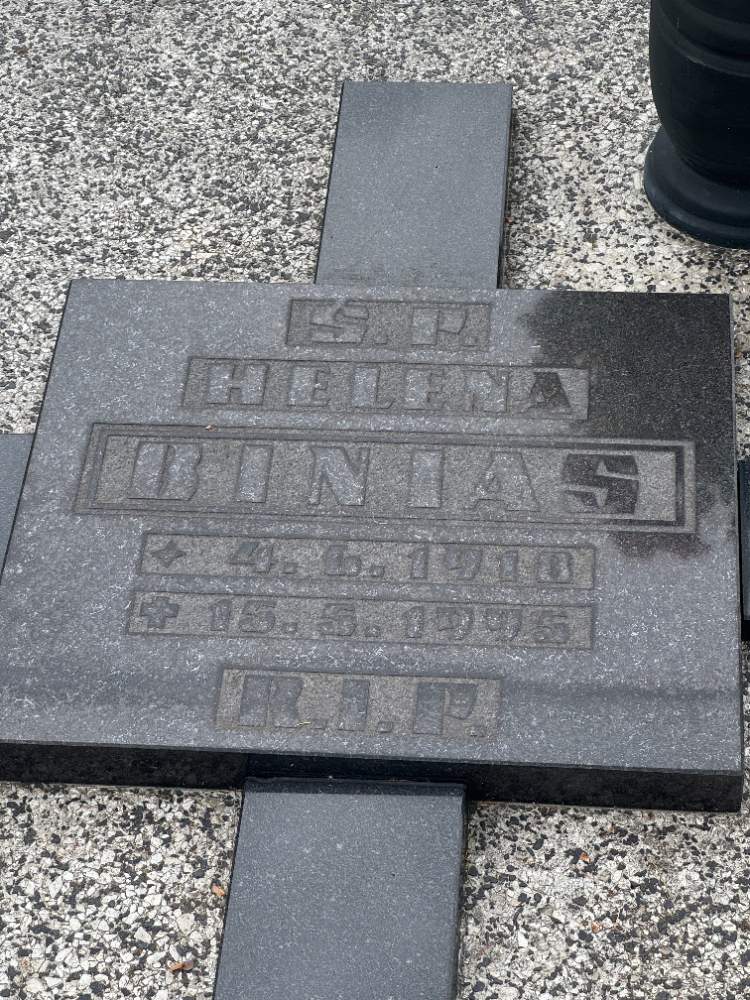 S. P.
HELENA
BINIAS
✦ 4. 6. 1910
✚ 15. 5. 1995
R.I.P.